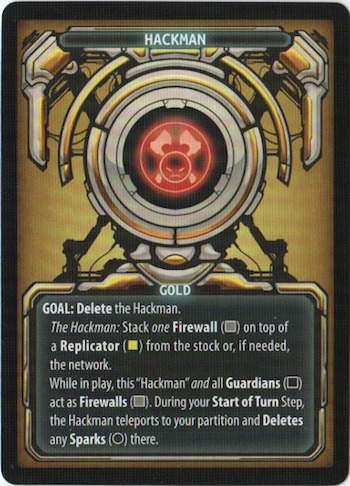 HACKMAN
GOLD
GOAL: Delete the Hackman.
The Hackman: Stack one Firewall (■) on top of
a Replicator (■) from the stock or, if needed,
the network.
While in play, this “Hackman” and all Guardians (□)
act as Firewalls (■). During your Start of Turn Step,
the Hackman teleports to your partition and Deletes
any Sparks (○) there.